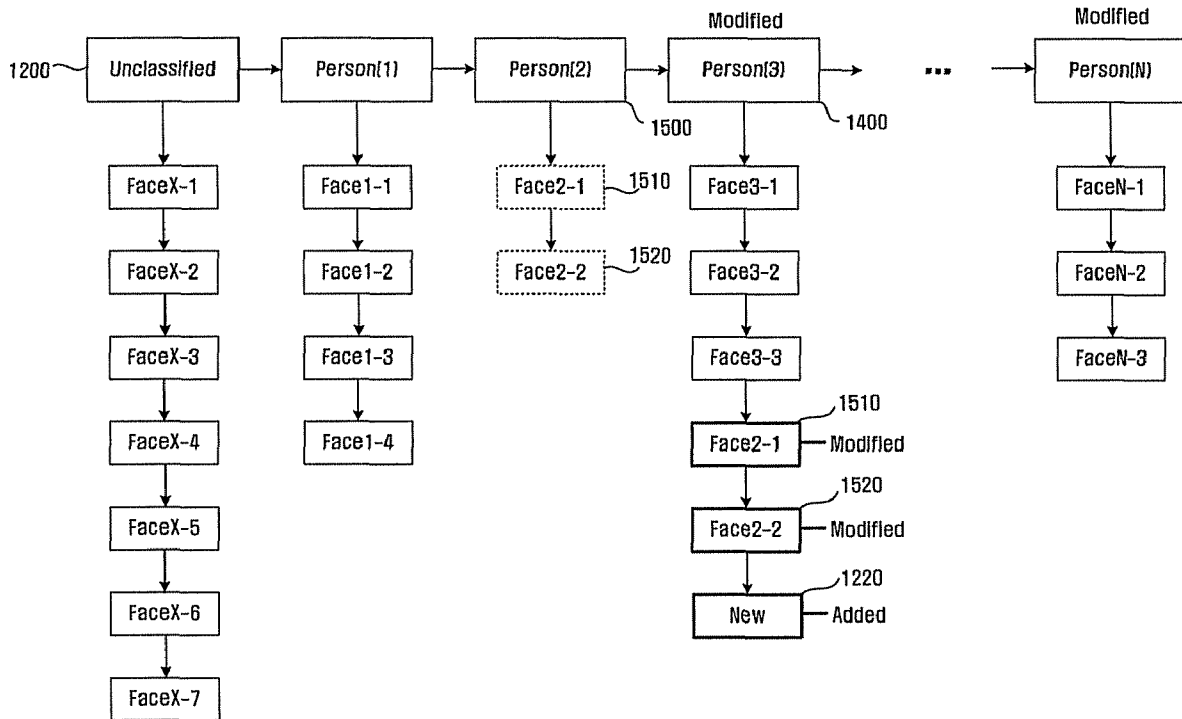 Modified
Modified
1200
Unclassified
Person(1)
Person(2)
Person(3)
...
Person(N)
1500
1400
FaceX-1
Face1-1
Face2-1
1510
Face3-1
FaceN-1
FaceX-2
Face1-2
Face2-2
1520
Face3-2
FaceN-2
FaceX-3
Face1-3
Face3-3
FaceN-3
1510
FaceX-4
Face1-4
Face2-1
Modified
1520
FaceX-5
Face2-2
Modified
1220
FaceX-6
New
Added
FaceX-7